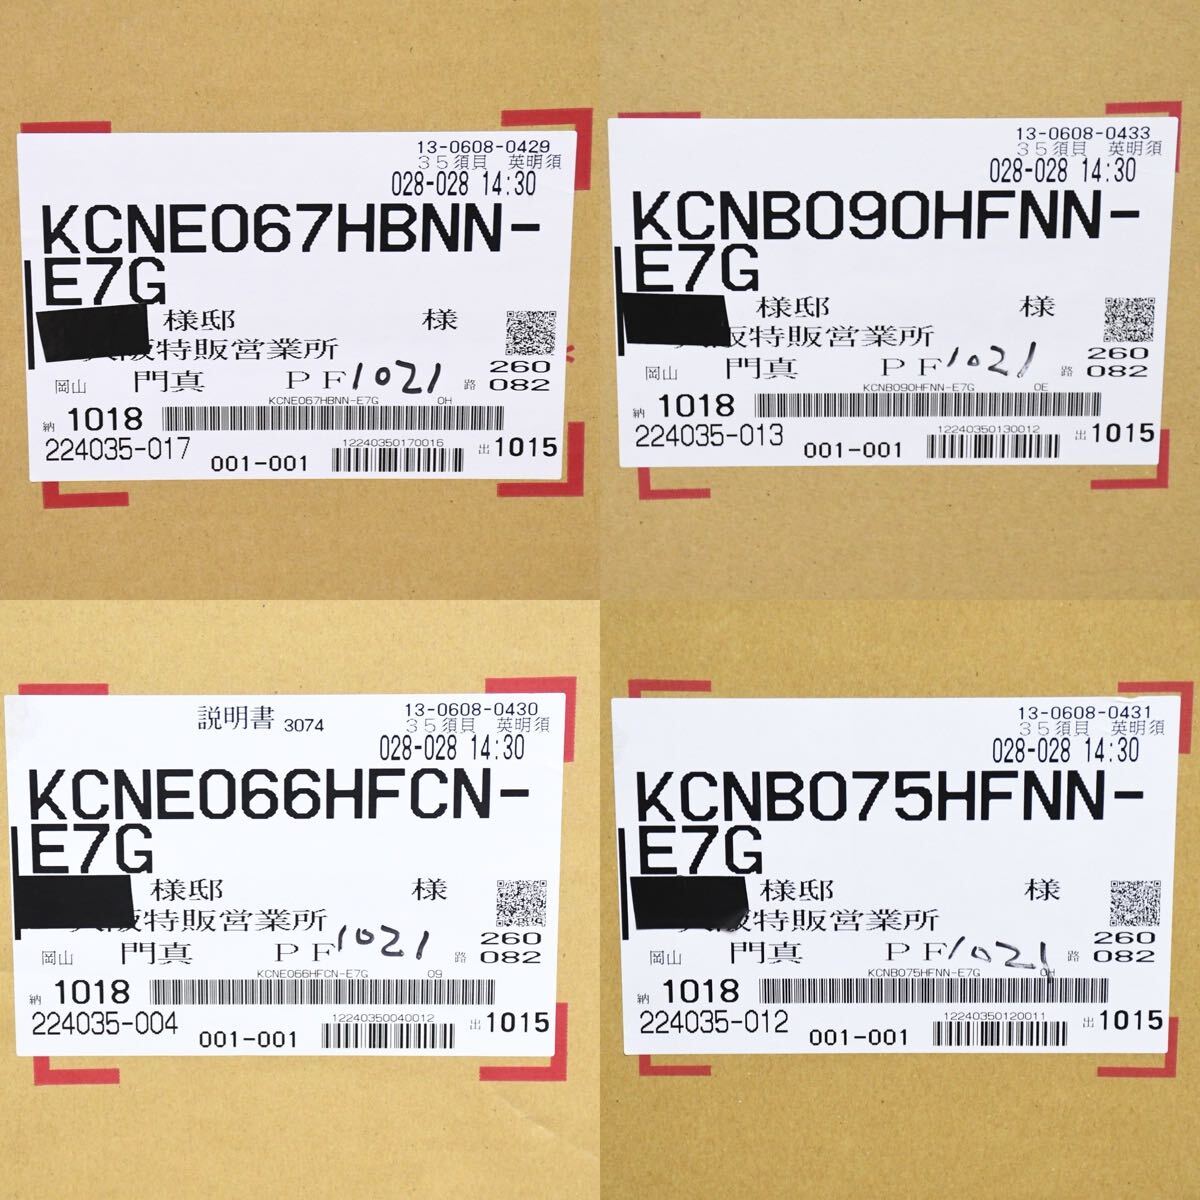 13-0608-0429
35須貝 英明須
028-028 14:30
KCNE067HBNN-
E7G
様邸 様
阪特販営業所
岡山 門真 PF1021 路 260
082
KCNE067HBNN-E7G 0H
納 1018
224035-017 001-001 12240350170016 出 1015
13-0608-0433
35須貝 英明須
028-028 14:30
KCNB090HFNN-
E7G
様邸 様
阪特販営業所
岡山 門真 PF1021 路 260
082
KCNB090HFNN-E7G 0E
納 1018
224035-013 001-001 12240350130012 出 1015
説明書 3074 13-0608-0430
35須貝 英明須
028-028 14:30
KCNE066HFCN-
E7G
様邸 様
阪特販営業所
岡山 門真 PF1021 路 260
082
KCNE066HFCN-E7G 09
納 1018
224035-004 001-001 12240350040012 出 1015
13-0608-0431
35須貝 英明須
028-028 14:30
KCNB075HFNN-
E7G
様邸 様
阪特販営業所
岡山 門真 PF1021 路 260
082
KCNB075HFNN-E7G 0H
納 1018
224035-012 001-001 12240350120011 出 1015